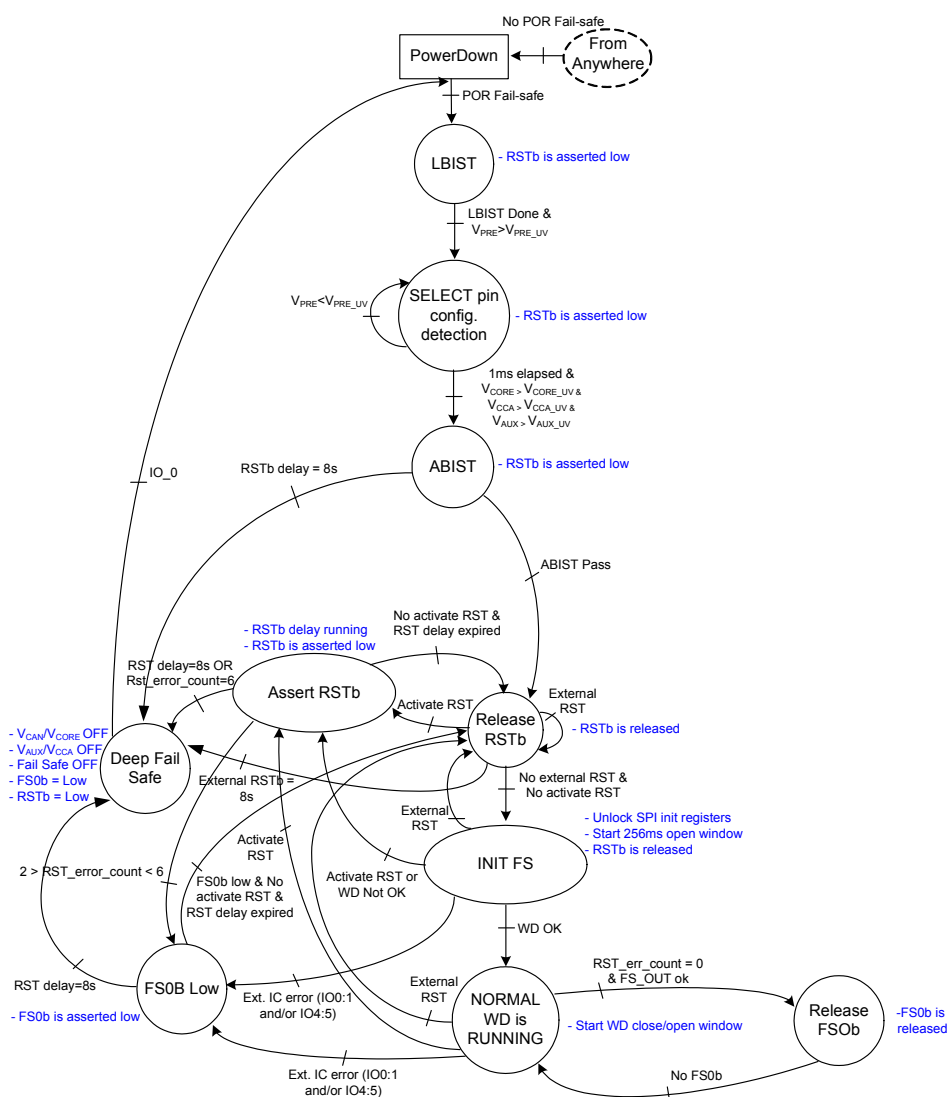 No POR Fail-safe
From
Anywhere
PowerDown
POR Fail-safe
LBIST
- RSTb is asserted low
LBIST Done &
VPRE>VPRE_UV
VPRE<VPRE_UV
SELECT pin
config.
detection
- RSTb is asserted low
1ms elapsed &
VCORE > VCORE_UV &
VCCA > VCCA_UV &
VAUX > VAUX_UV
ABIST
- RSTb is asserted low
RSTb delay = 8s
IO_0
ABIST Pass
- RSTb delay running
- RSTb is asserted low
No activate RST &
RST delay expired
RST delay=8s OR
Rst_error_count=6
Assert RSTb
Activate RST
Release
RSTb
External
RST
- RSTb is released
- VCAN/VCORE OFF
- VAUX/VCCA OFF
- Fail Safe OFF
- FS0b = Low
- RSTb = Low
Deep Fail
Safe
External RSTb =
8s
No external RST &
No activate RST
External
RST
- Unlock SPI init registers
- Start 256ms open window
- RSTb is released
Activate
RST
INIT FS
2 > RST_error_count < 6
FS0b low & No
activate RST &
RST delay expired
Activate RST or
WD Not OK
WD OK
RST delay=8s
FS0B Low
- FS0b is asserted low
Ext. IC error (IO0:1
and/or IO4:5)
External
RST
NORMAL
WD is
RUNNING
- Start WD close/open window
RST_err_count = 0
& FS_OUT ok
Release
FSOb
-FS0b is
released
Ext. IC error (IO0:1
and/or IO4:5)
No FS0b